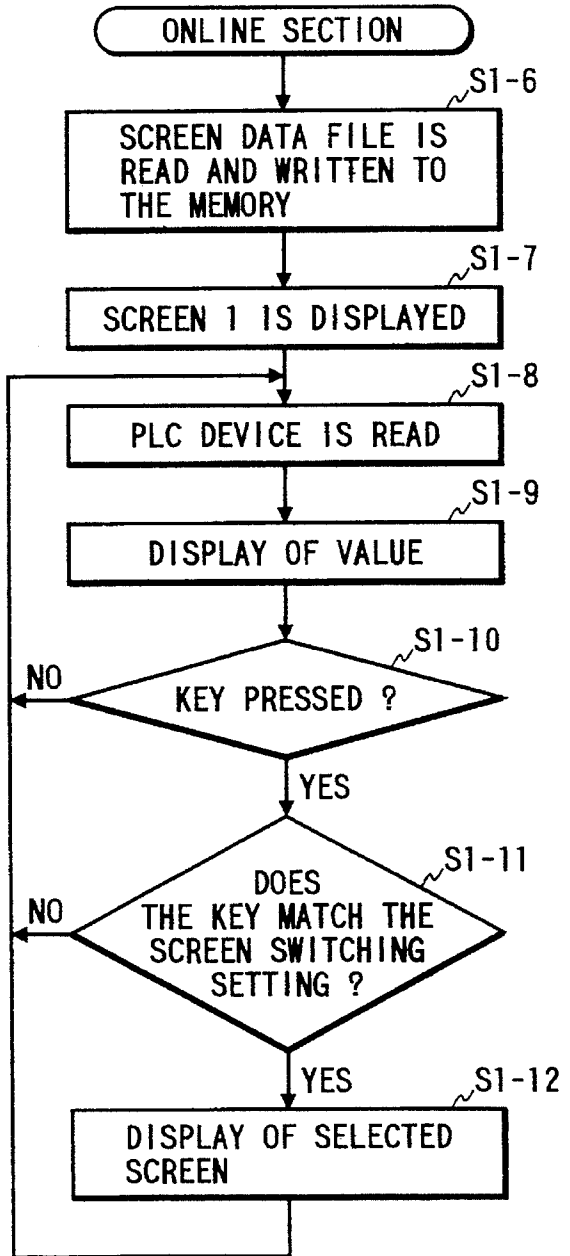 ONLINE SECTION
S1-6
SCREEN DATA FILE IS
READ AND WRITTEN TO
THE MEMORY
S1-7
SCREEN 1 IS DISPLAYED
S1-8
PLC DEVICE IS READ
S1-9
DISPLAY OF VALUE
S1-10
NO
KEY PRESSED ?
YES
S1-11
NO
DOES
THE KEY MATCH THE
SCREEN SWITCHING
SETTING ?
YES
S1-12
DISPLAY OF SELECTED
SCREEN